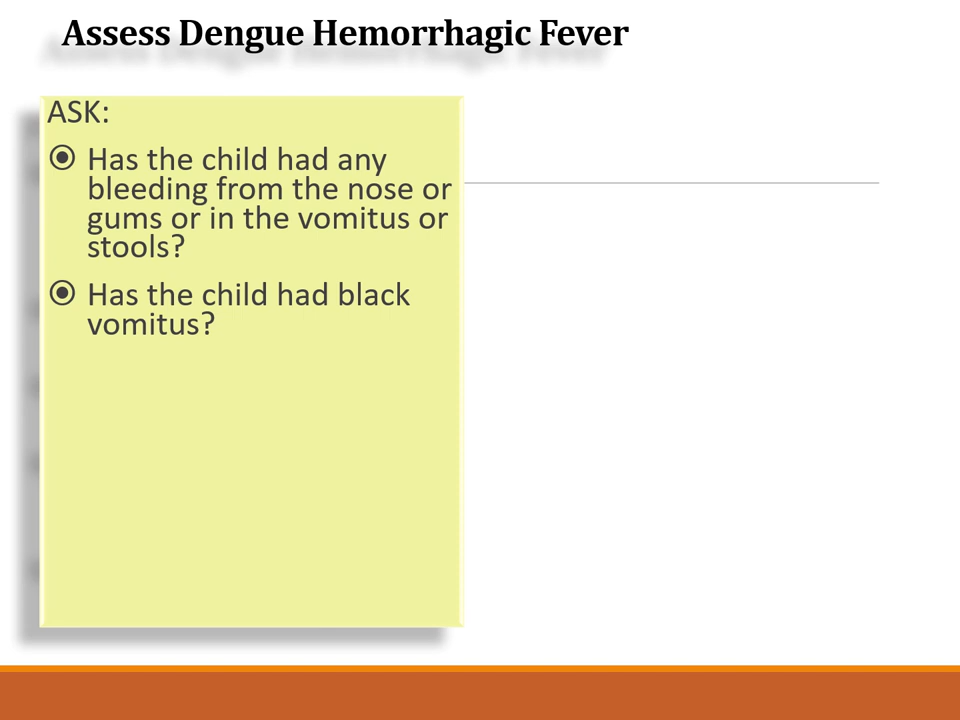 Assess Dengue Hemorrhagic Fever
ASK:
Has the child had any
bleeding from the nose or
gums or in the vomitus or
stools?
Has the child had black
vomitus?